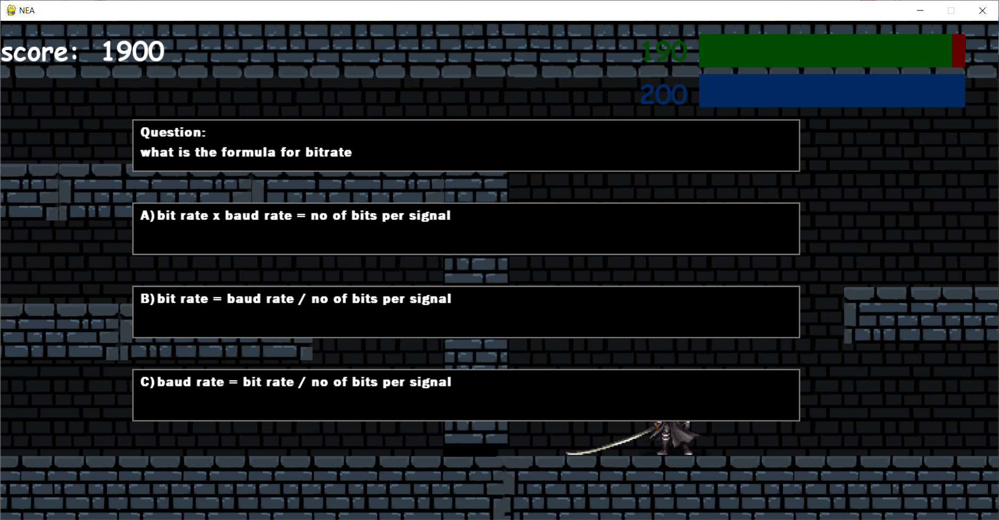 NEA
score: 1900
190
200
Question:
what is the formula for bitrate
A) bit rate x baud rate = no of bits per signal
B) bit rate = baud rate / no of bits per signal
C) baud rate = bit rate / no of bits per signal